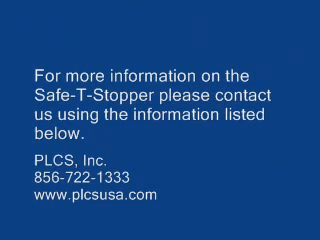 For more information on the
Safe-T-Stopper please contact
us using the information listed
below.
PLCS, Inc.
856-722-1333
www.plcsusa.com